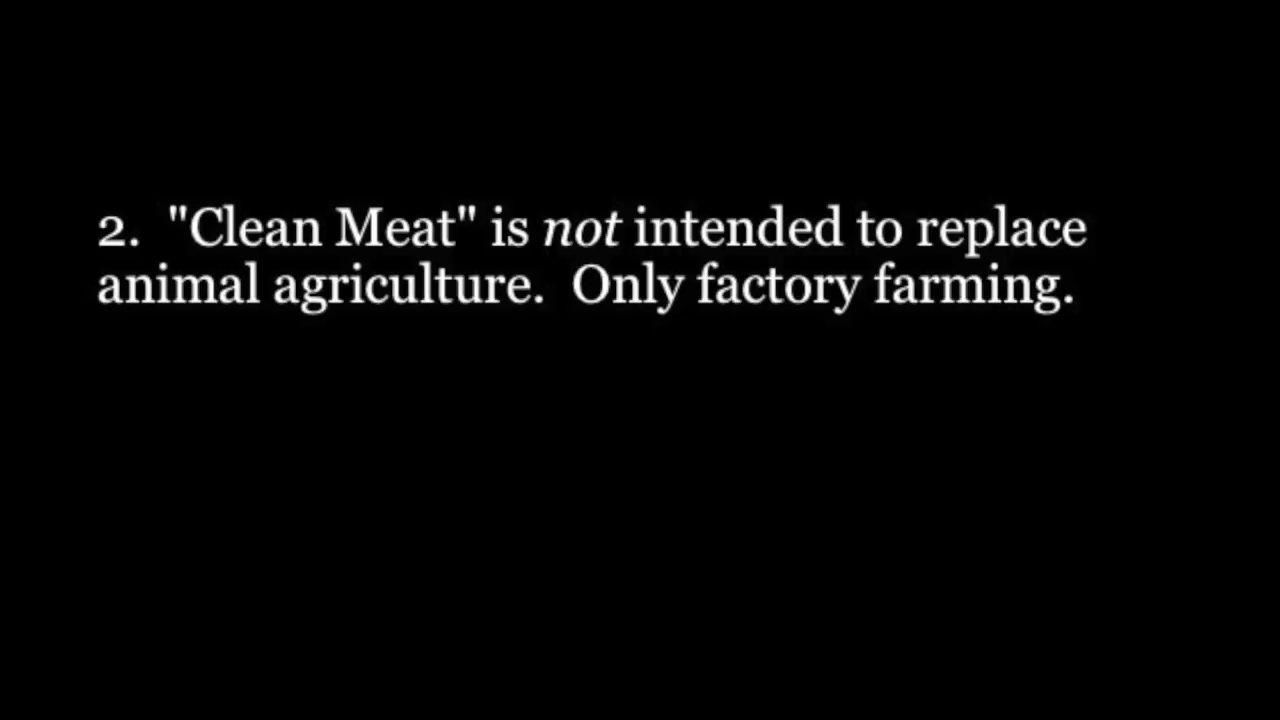 2.  "Clean Meat" is not intended to replace
animal agriculture.  Only factory farming.